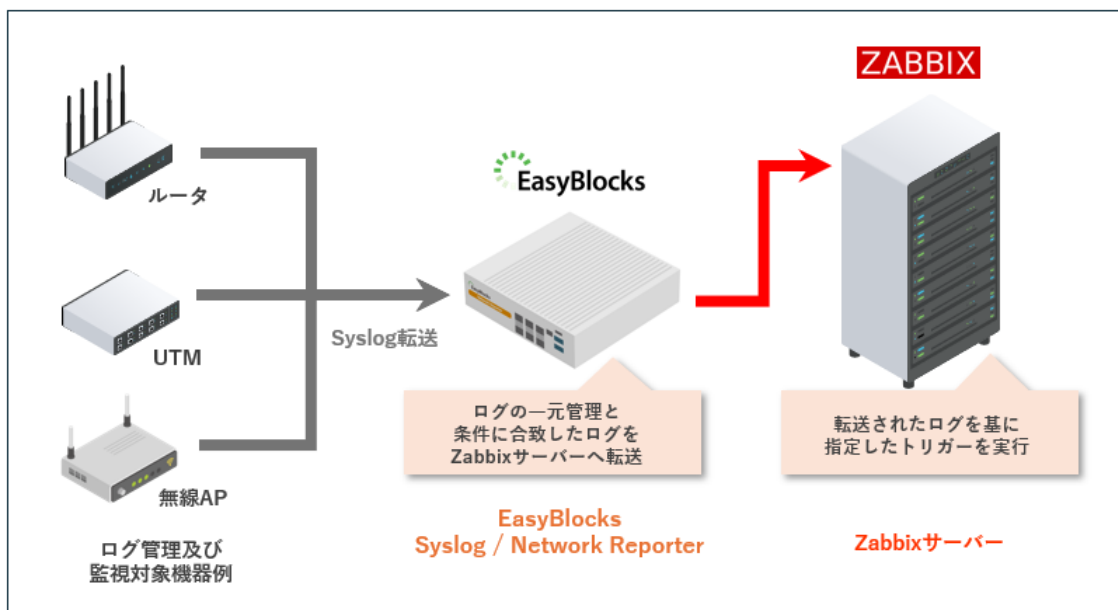 ZABBIX
EasyBlocks
ルータ
UTM
Syslog転送
無線AP
ログの一元管理と
条件に合致したログを
Zabbixサーバーへ転送
転送されたログを基に
指定したトリガーを実行
ログ管理及び
監視対象機器例
EasyBlocks
Syslog / Network Reporter
Zabbixサーバー